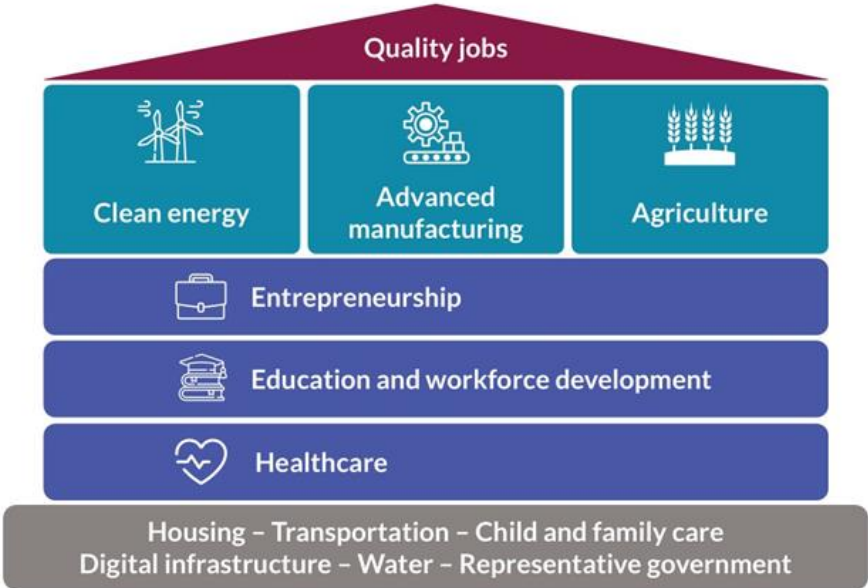 Quality jobs
Clean energy
Advanced
manufacturing
Agriculture
Entrepreneurship
Education and workforce development
Healthcare
Housing – Transportation – Child and family care
Digital infrastructure – Water – Representative government